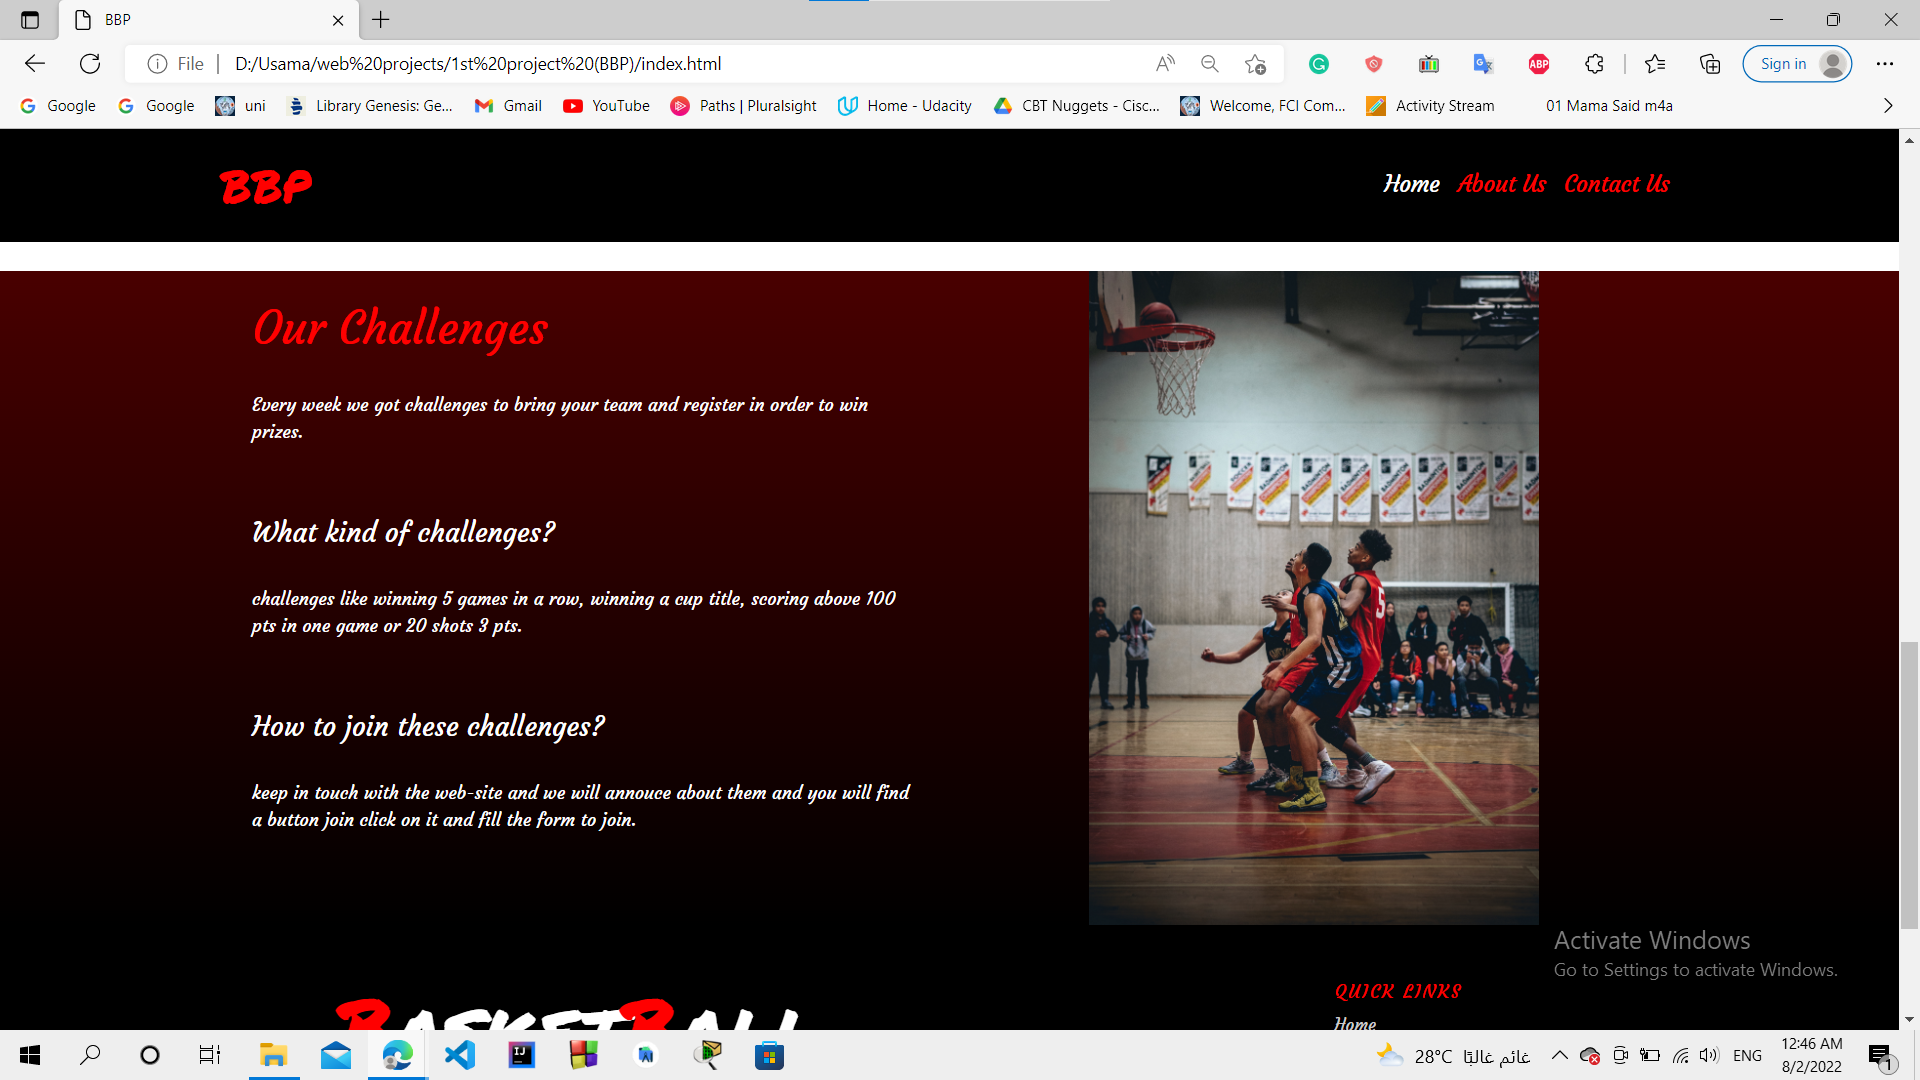 BBP
File | D:/Usama/web%20projects/1st%20project%20(BBP)/index.html
ABP
Sign in
Google Google uni Library Genesis: Ge... Gmail YouTube Paths | Pluralsight Home - Udacity CBT Nuggets - Cisc... Welcome, FCI Com... Activity Stream 01 Mama Said m4a
BBP
Home About Us Contact Us
Our Challenges
Every week we got challenges to bring your team and register in order to win
prizes.
What kind of challenges?
challenges like winning 5 games in a row, winning a cup title, scoring above 100
pts in one game or 20 shots 3 pts.
How to join these challenges?
keep in touch with the web-site and we will annouce about them and you will find
a button join click on it and fill the form to join.
BADMINTON
5
Activate Windows
Go to Settings to activate Windows.
QUICK LINKS
Home
BASKETBALL
28°C غائم غالبًا
ENG
12:46 AM
8/2/2022
1